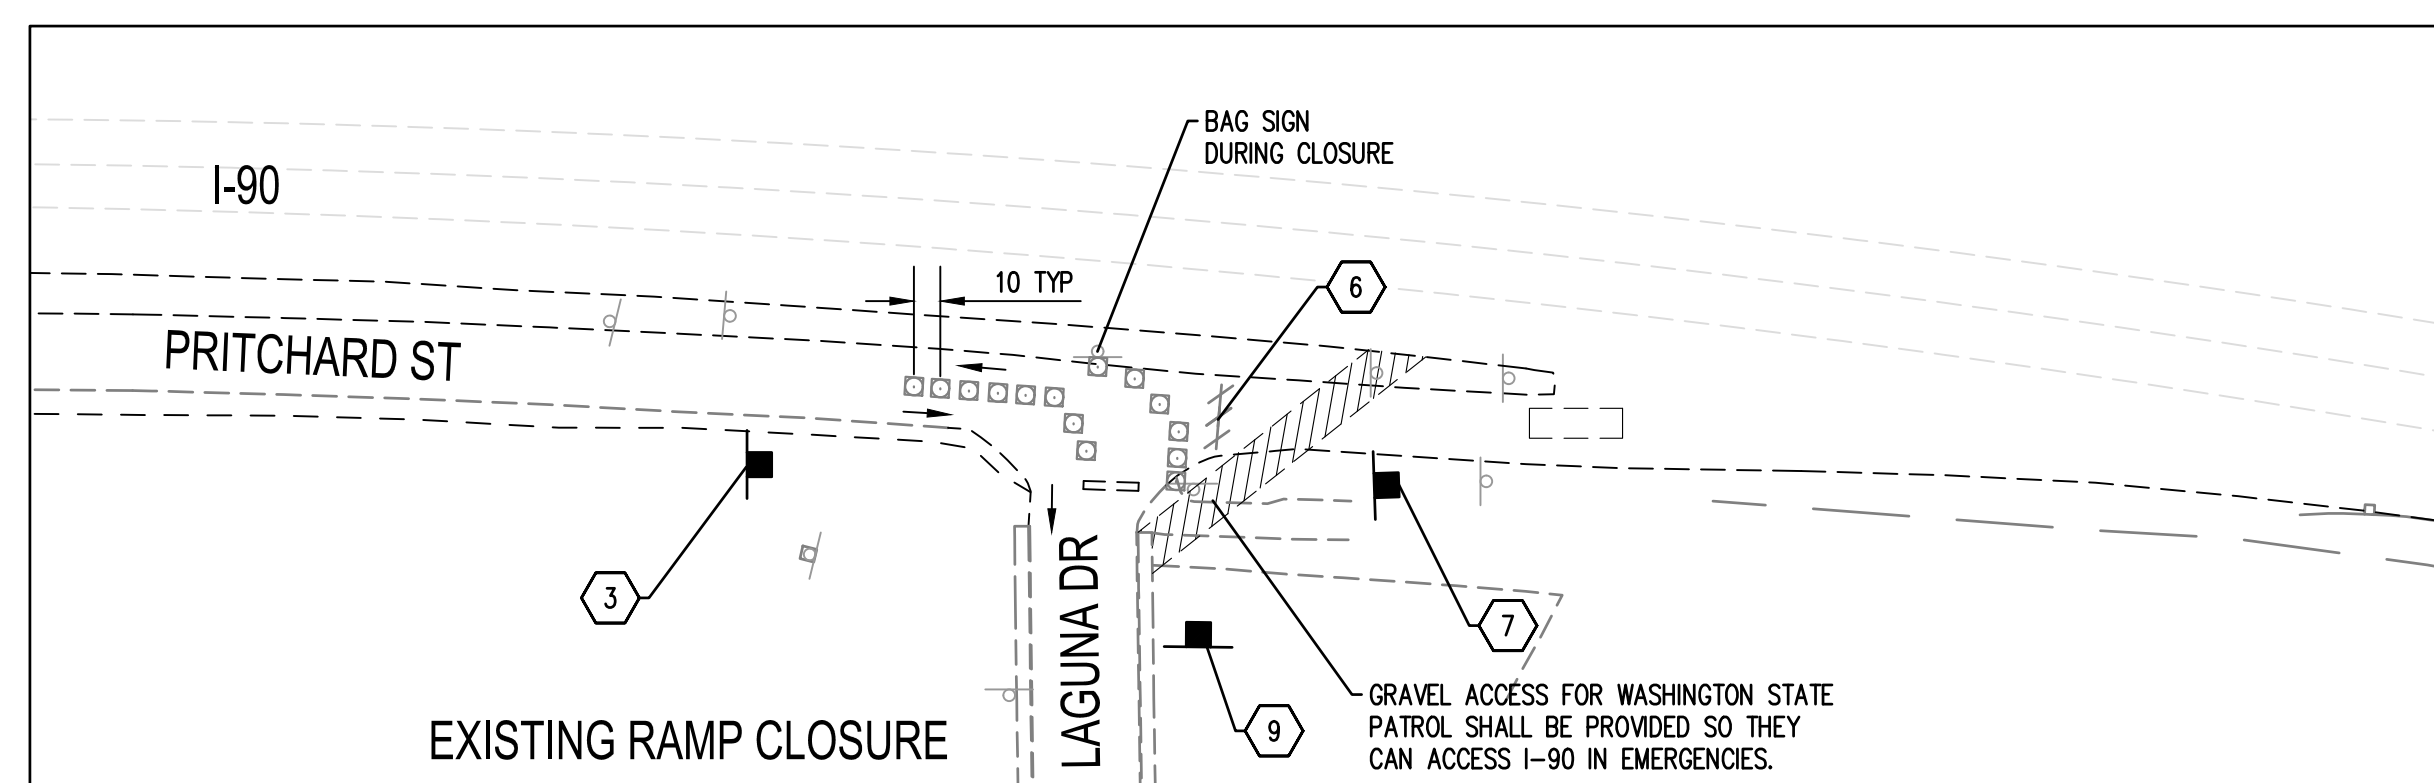 BAG SIGN
DURING CLOSURE
I-90
10 TYP
6
PRITCHARD ST
3
7
LAGUNA DR
GRAVEL ACCESS FOR WASHINGTON STATE
PATROL SHALL BE PROVIDED SO THEY
CAN ACCESS I-90 IN EMERGENCIES.
9
EXISTING RAMP CLOSURE